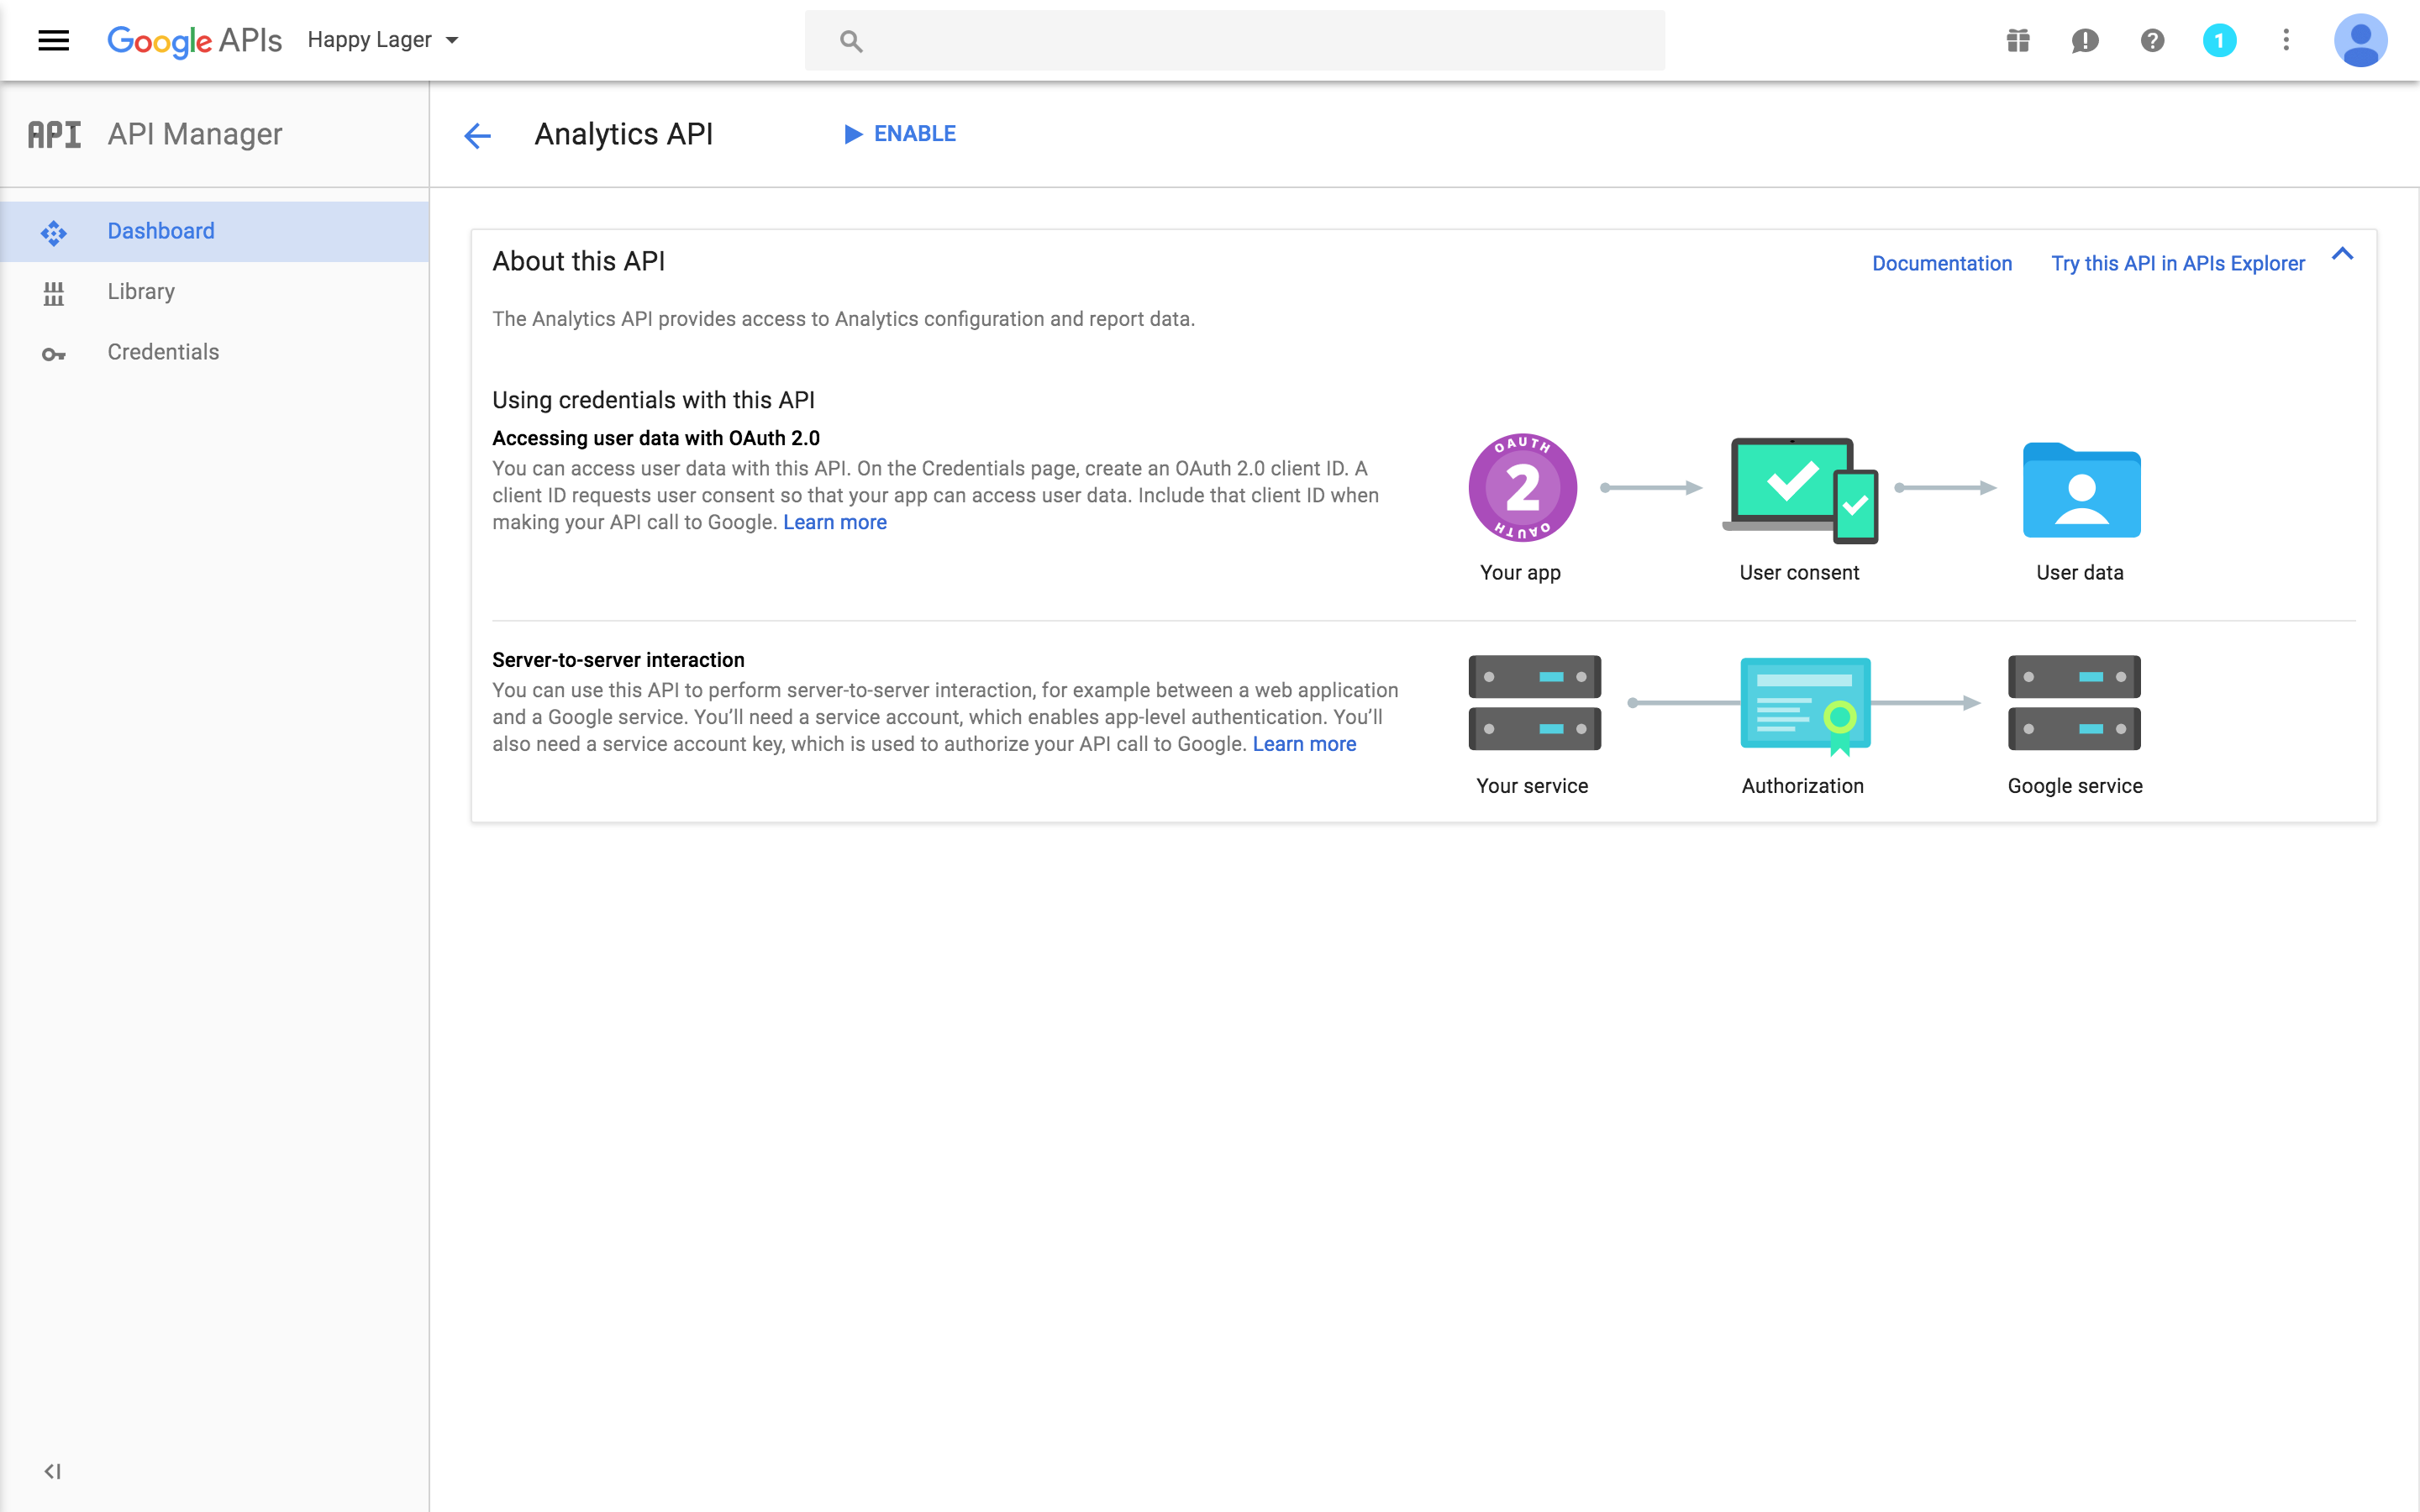 Google APIs Happy Lager
1
API API Manager
Analytics API ENABLE
Dashboard
Library
Credentials
About this API
Documentation Try this API in APIs Explorer
The Analytics API provides access to Analytics configuration and report data.
Using credentials with this API
Accessing user data with OAuth 2.0
You can access user data with this API. On the Credentials page, create an OAuth 2.0 client ID. A
client ID requests user consent so that your app can access user data. Include that client ID when
making your API call to Google. Learn more
OAUTH
2
OAUTH
Your app User consent User data
Server-to-server interaction
You can use this API to perform server-to-server interaction, for example between a web application
and a Google service. You’ll need a service account, which enables app-level authentication. You’ll
also need a service account key, which is used to authorize your API call to Google. Learn more
Your service Authorization Google service